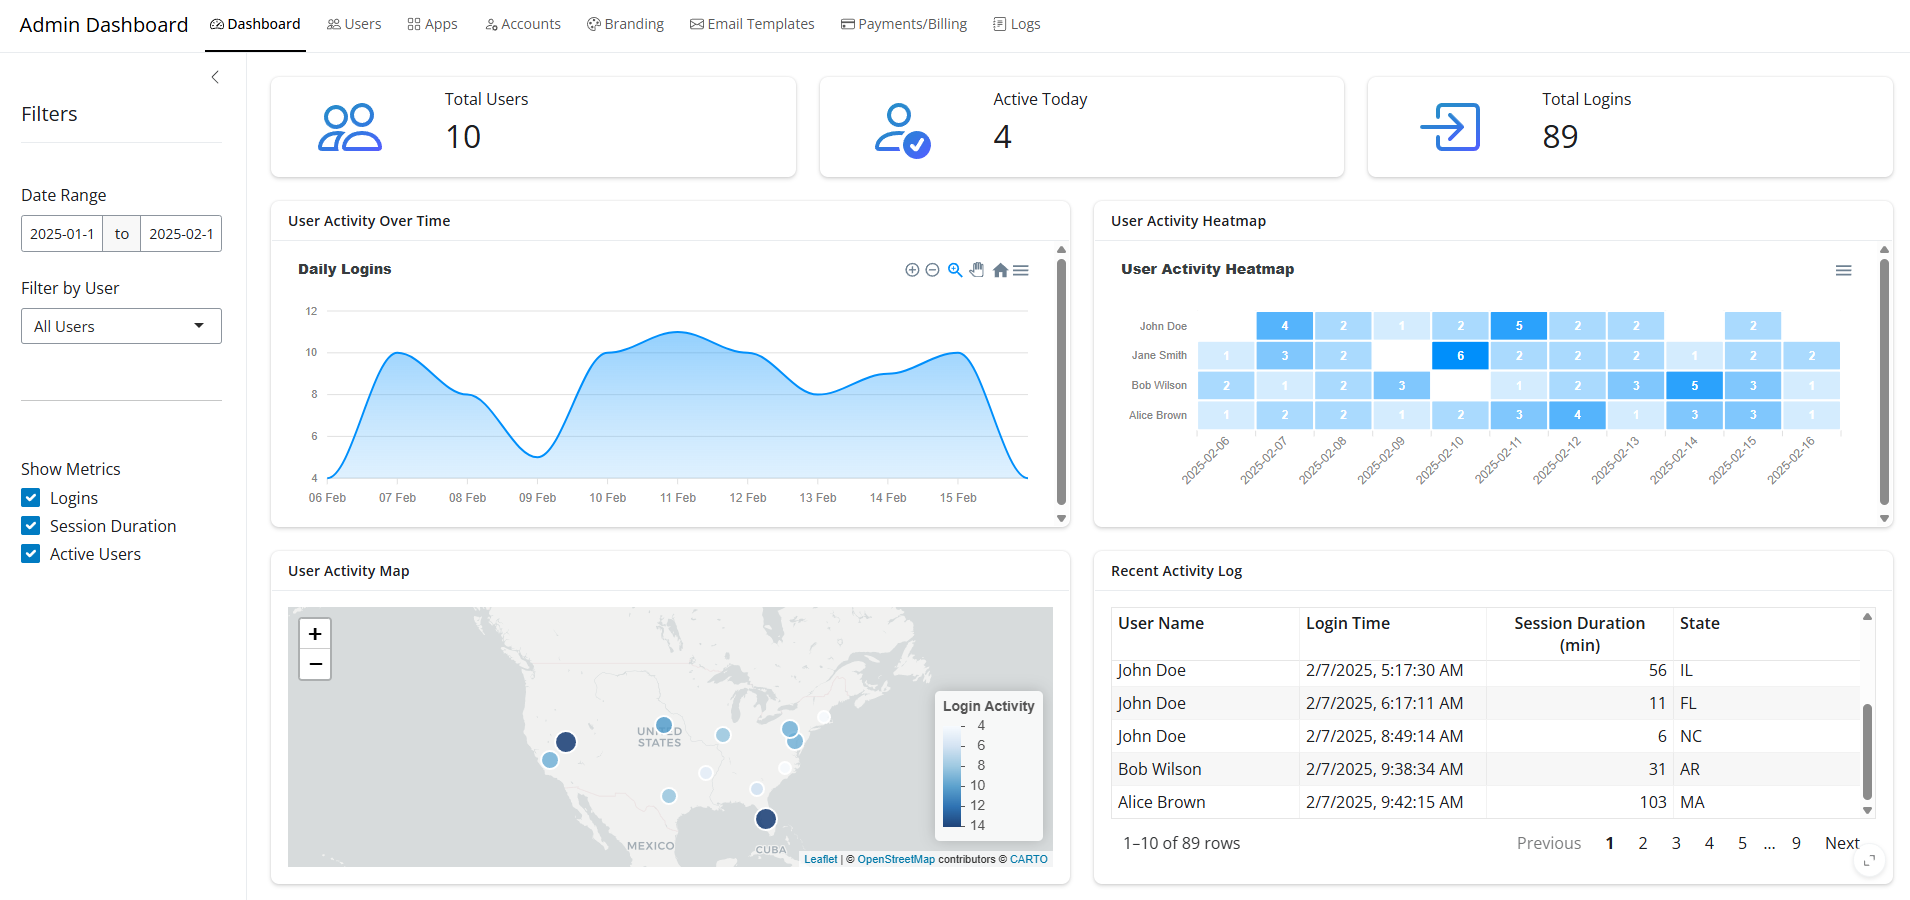 Admin Dashboard
Dashboard
Users
Apps
Accounts
Branding
Email Templates
Payments/Billing
Logs
Filters
Date Range
2025-01-1 to 2025-02-1
Filter by User
All Users
Show Metrics
Logins
Session Duration
Active Users
Total Users
10
Active Today
4
Total Logins
89
User Activity Over Time
Daily Logins
12
10
8
6
4
06 Feb 07 Feb 08 Feb 09 Feb 10 Feb 11 Feb 12 Feb 13 Feb 14 Feb 15 Feb
User Activity Heatmap
User Activity Heatmap
John Doe 4 2 1 2 5 2 2 2
Jane Smith 1 3 2 6 2 2 2 1 2 2
Bob Wilson 2 1 2 3 1 2 3 5 3 1
Alice Brown 1 2 2 1 2 3 4 1 3 3 1
2025-02-06 2025-02-07 2025-02-08 2025-02-09 2025-02-10 2025-02-11 2025-02-12 2025-02-13 2025-02-14 2025-02-15 2025-02-16
User Activity Map
+
−
UNITED
STATES
MEXICO
CUBA
Login Activity
4
6
8
10
12
14
Leaflet | © OpenStreetMap contributors © CARTO
Recent Activity Log
User Name Login Time Session Duration (min) State
John Doe 2/7/2025, 5:17:30 AM 56 IL
John Doe 2/7/2025, 6:17:11 AM 11 FL
John Doe 2/7/2025, 8:49:14 AM 6 NC
Bob Wilson 2/7/2025, 9:38:34 AM 31 AR
Alice Brown 2/7/2025, 9:42:15 AM 103 MA
1–10 of 89 rows
Previous 1 2 3 4 5 ... 9 Next